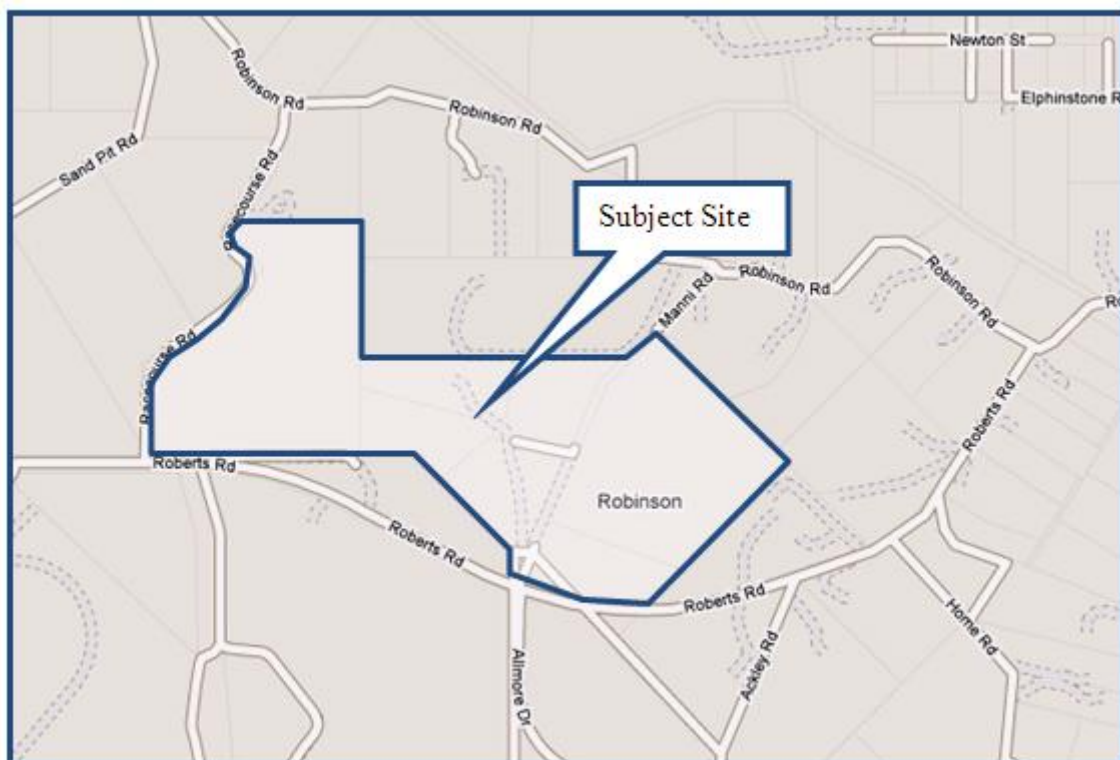 Newton St
Robinson Rd
Elphinstone R
Robinson Rd
Sand Pit Rd
Racecourse Rd
Subject Site
Robinson Rd
Manni Rd
Robinson Rd
Ro
Racecourse Rd
Roberts Rd
Roberts Rd
Robinson
Roberts Rd
Roberts Rd
Home Rd
Ackley Rd
Allmore Dr